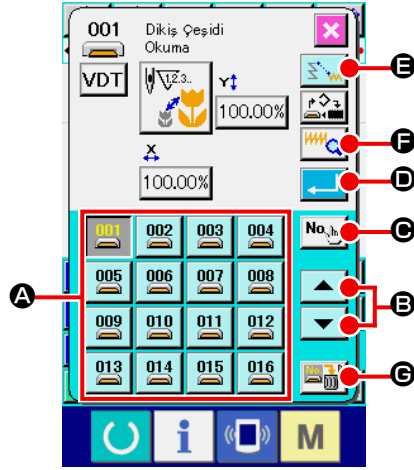 001 Dikiş Çeşidi
Okuma
VDT
1.2.3..
Y
100.00%
X
100.00%
E
F
D
No.
C
001 002 003 004
005 006 007 008
A
B
009 010 011 012
013 014 015 016
No.
G
i
M